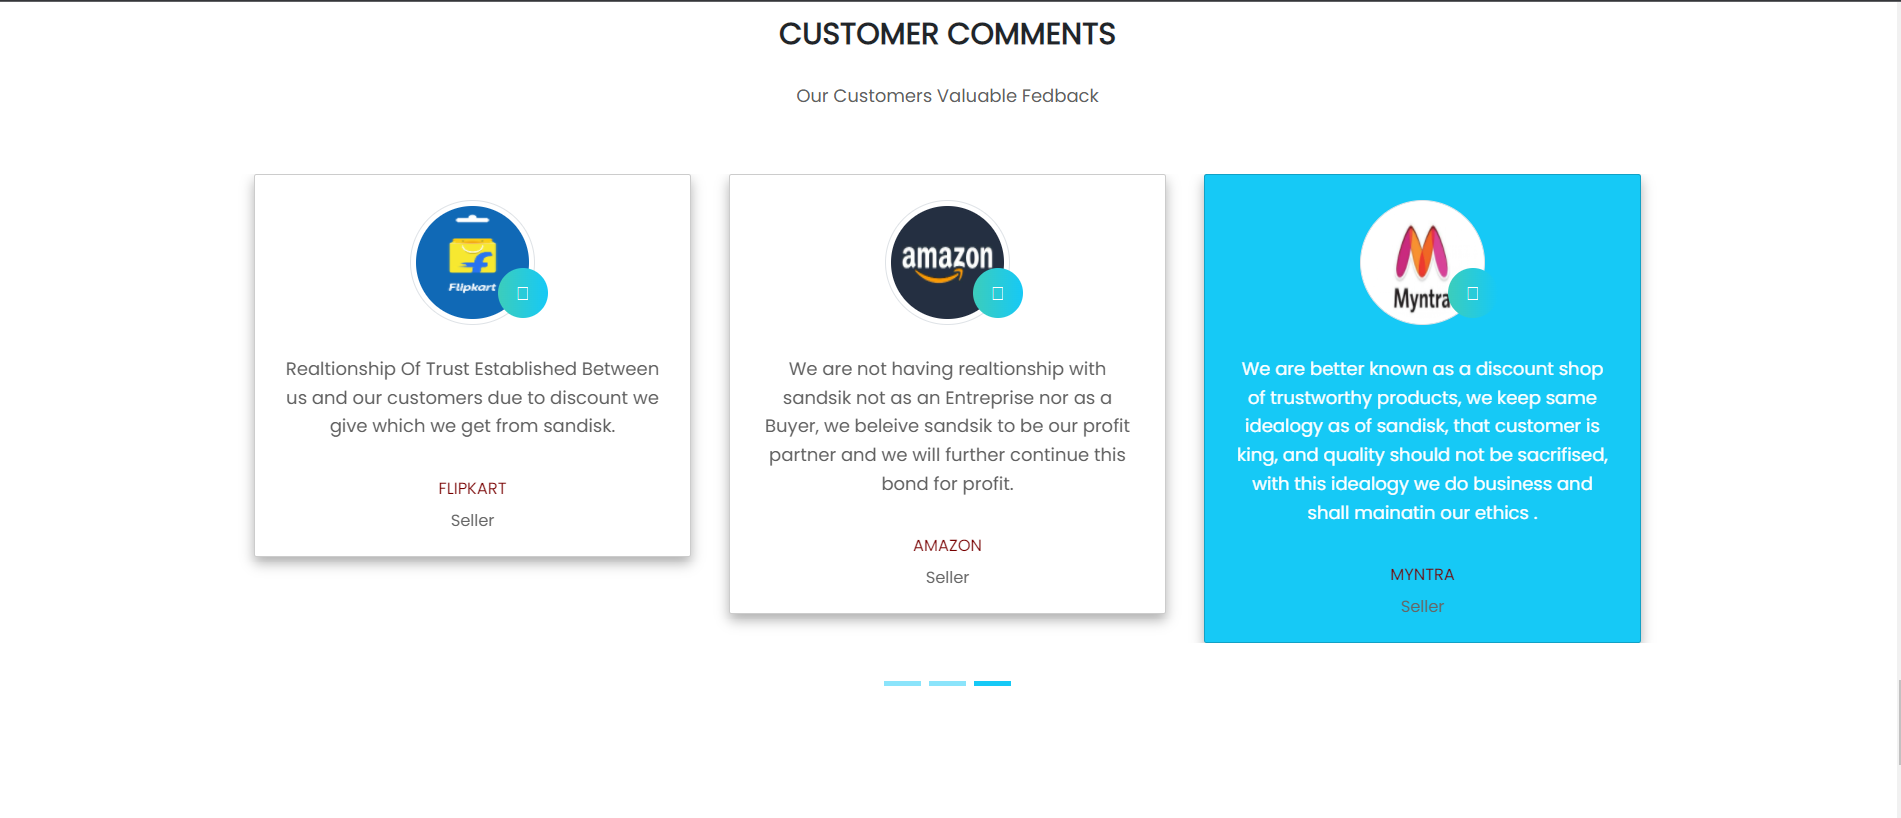 CUSTOMER COMMENTS
Our Customers Valuable Fedback
Flipkart
Realtionship Of Trust Established Between
us and our customers due to discount we
give which we get from sandisk.
FLIPKART
Seller
amazon
We are not having realtionship with
sandsik not as an Entreprise nor as a
Buyer, we beleive sandsik to be our profit
partner and we will further continue this
bond for profit.
AMAZON
Seller
Myntra
We are better known as a discount shop
of trustworthy products, we keep same
idealogy as of sandisk, that customer is
king, and quality should not be sacrifised,
with this idealogy we do business and
shall mainatin our ethics .
MYNTRA
Seller